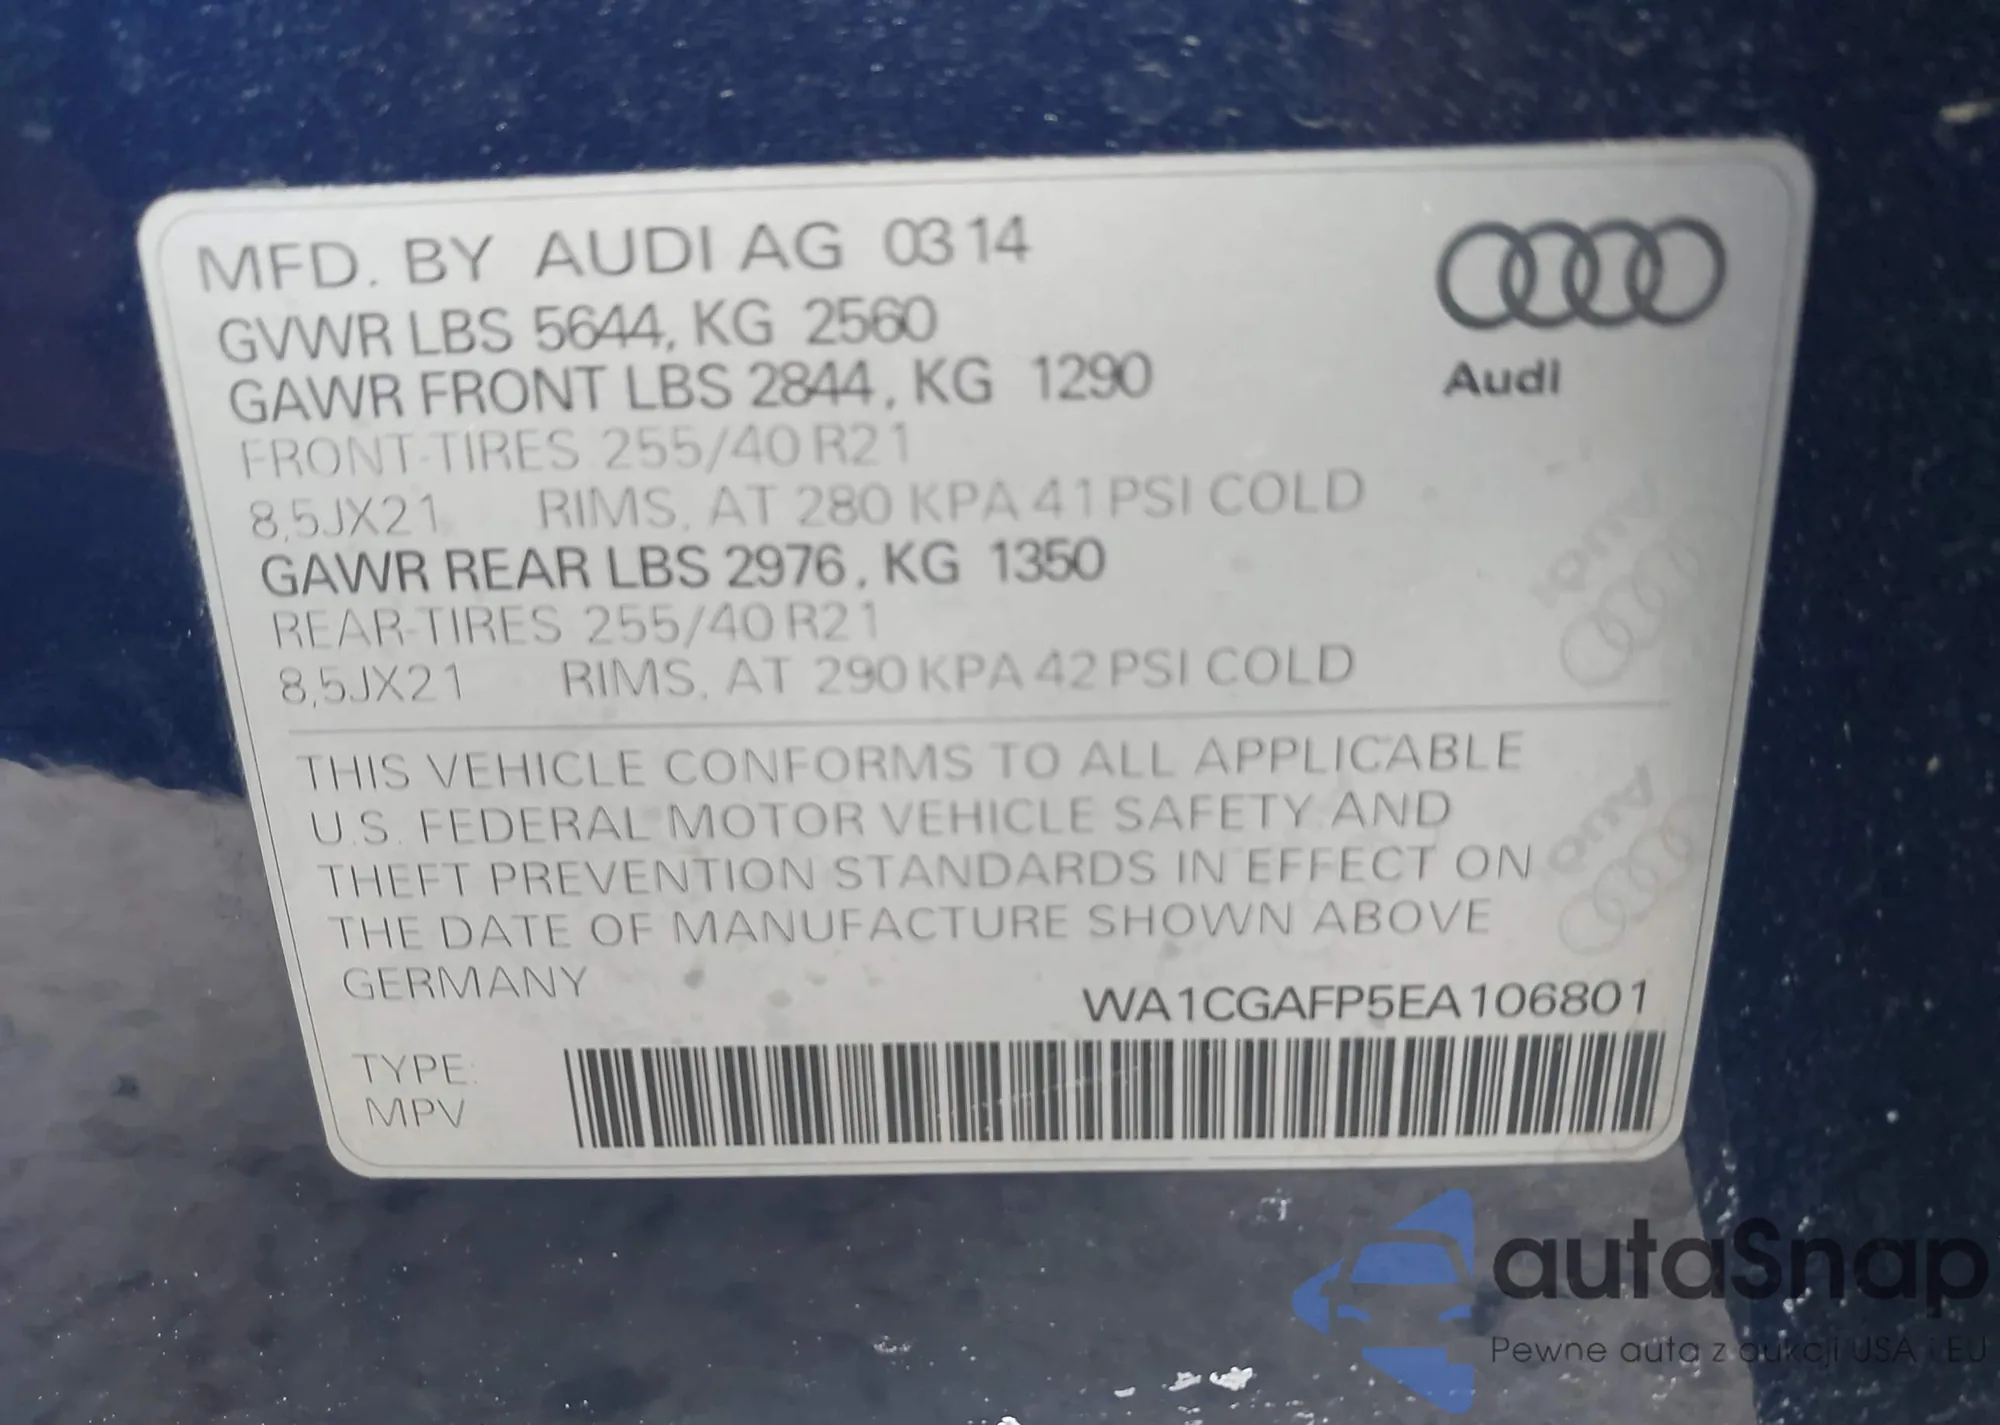 MFD. BY AUDI AG 03 14
GVWR LBS 5644, KG 2560
GAWR FRONT LBS 2844, KG 1290
FRONT-TIRES 255/40 R21
8,5JX21 RIMS, AT 280 KPA 41 PSI COLD
GAWR REAR LBS 2976, KG 1350
REAR-TIRES 255/40 R21
8,5JX21 RIMS, AT 290 KPA 42 PSI COLD
Audi
THIS VEHICLE CONFORMS TO ALL APPLICABLE
U.S. FEDERAL MOTOR VEHICLE SAFETY AND
THEFT PREVENTION STANDARDS IN EFFECT ON
THE DATE OF MANUFACTURE SHOWN ABOVE
GERMANY
WA1CGAFP5EA106801
TYPE:
MPV
Audi
Audi
autaSnap
Pewne auta z aukcji USA i EU